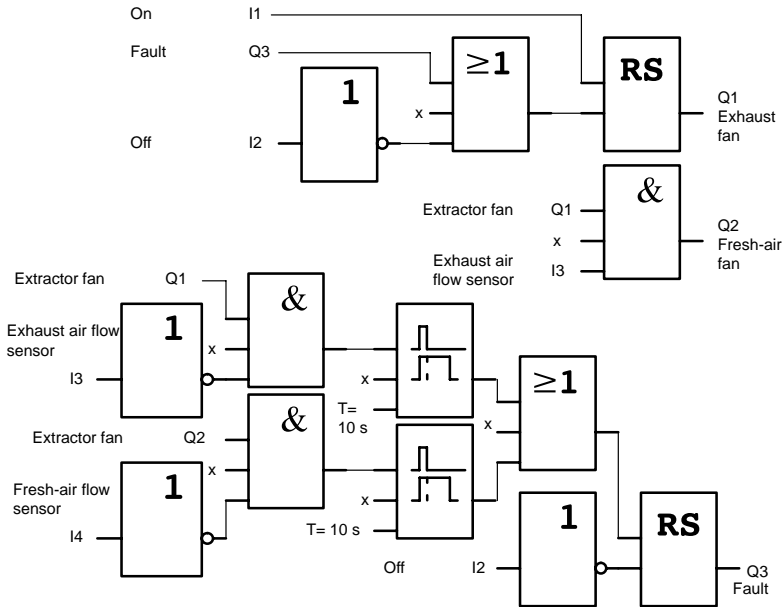 On I1
Fault Q3
≥1
RS
1
x
Q1
Exhaust
fan
Off I2
&
Extractor fan Q1
Q2
Fresh-air
fan
x
Exhaust air
flow sensor
I3
Extractor fan Q1
&
1
Exhaust air flow
sensor
x
I3
x
≥1
T=
10 s
&
Extractor fan Q2
x
1
x
Fresh-air flow
sensor
x
I4
T= 10 s
1
RS
Off I2
Q3
Fault